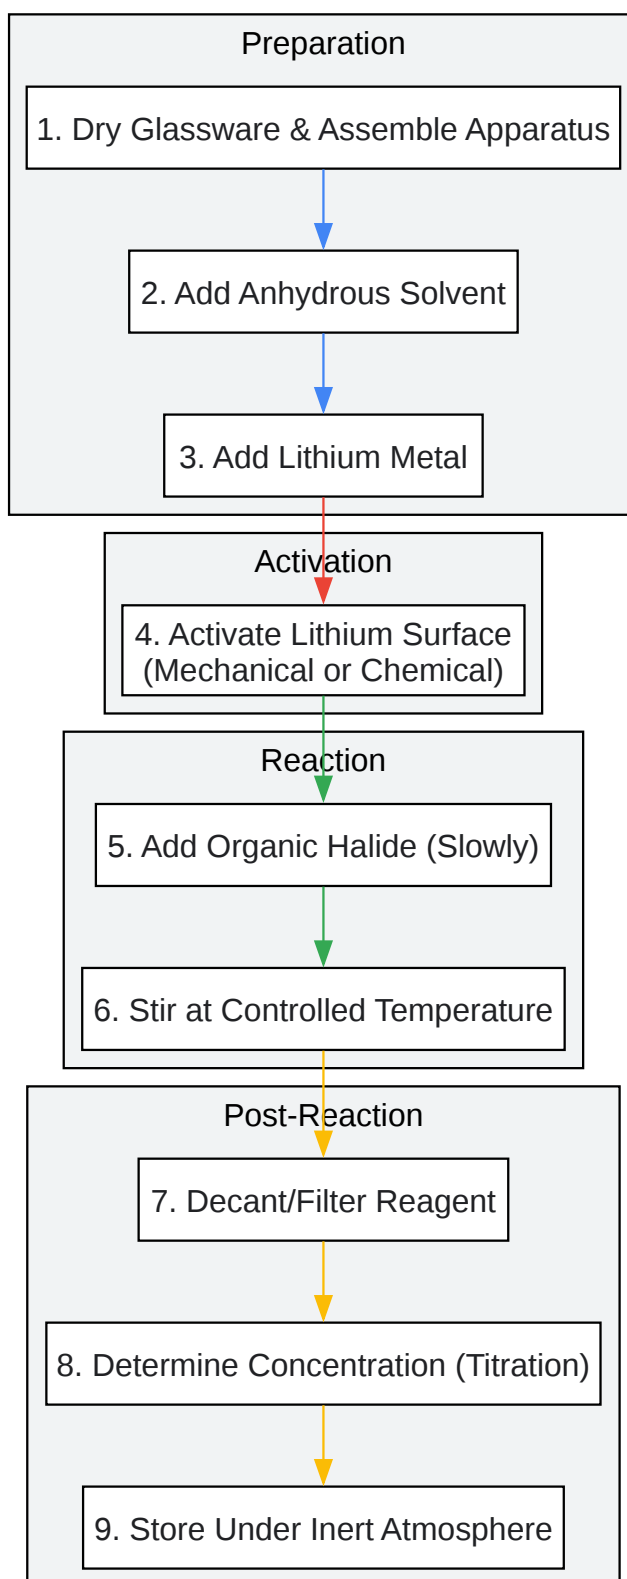 Preparation
1. Dry Glassware & Assemble Apparatus
2. Add Anhydrous Solvent
3. Add Lithium Metal
Activation
4. Activate Lithium Surface
(Mechanical or Chemical)
Reaction
5. Add Organic Halide (Slowly)
6. Stir at Controlled Temperature
Post-Reaction
7. Decant/Filter Reagent
8. Determine Concentration (Titration)
9. Store Under Inert Atmosphere